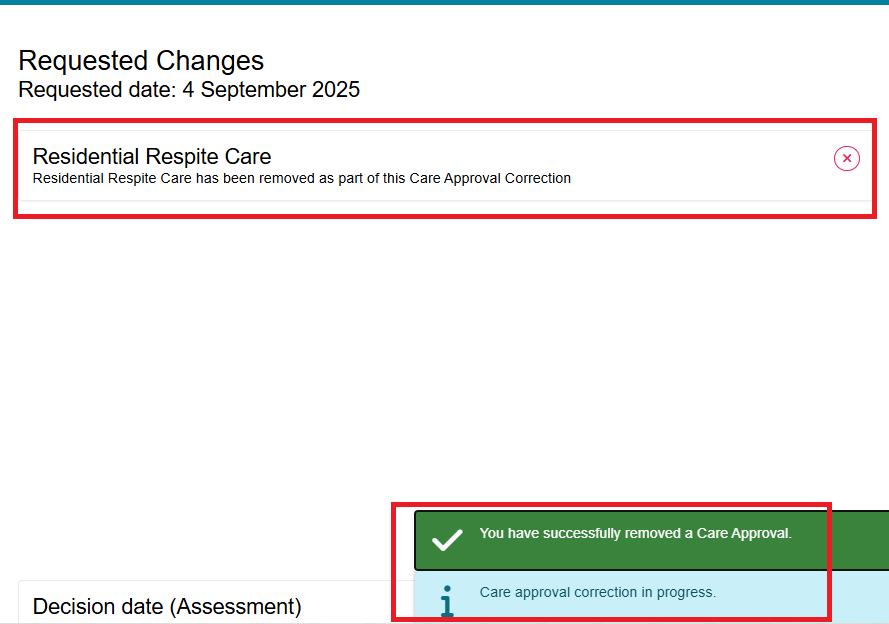 Requested Changes
Requested date: 4 September 2025
Residential Respite Care
Residential Respite Care has been removed as part of this Care Approval Correction
You have successfully removed a Care Approval.
Care approval correction in progress.
Decision date (Assessment)